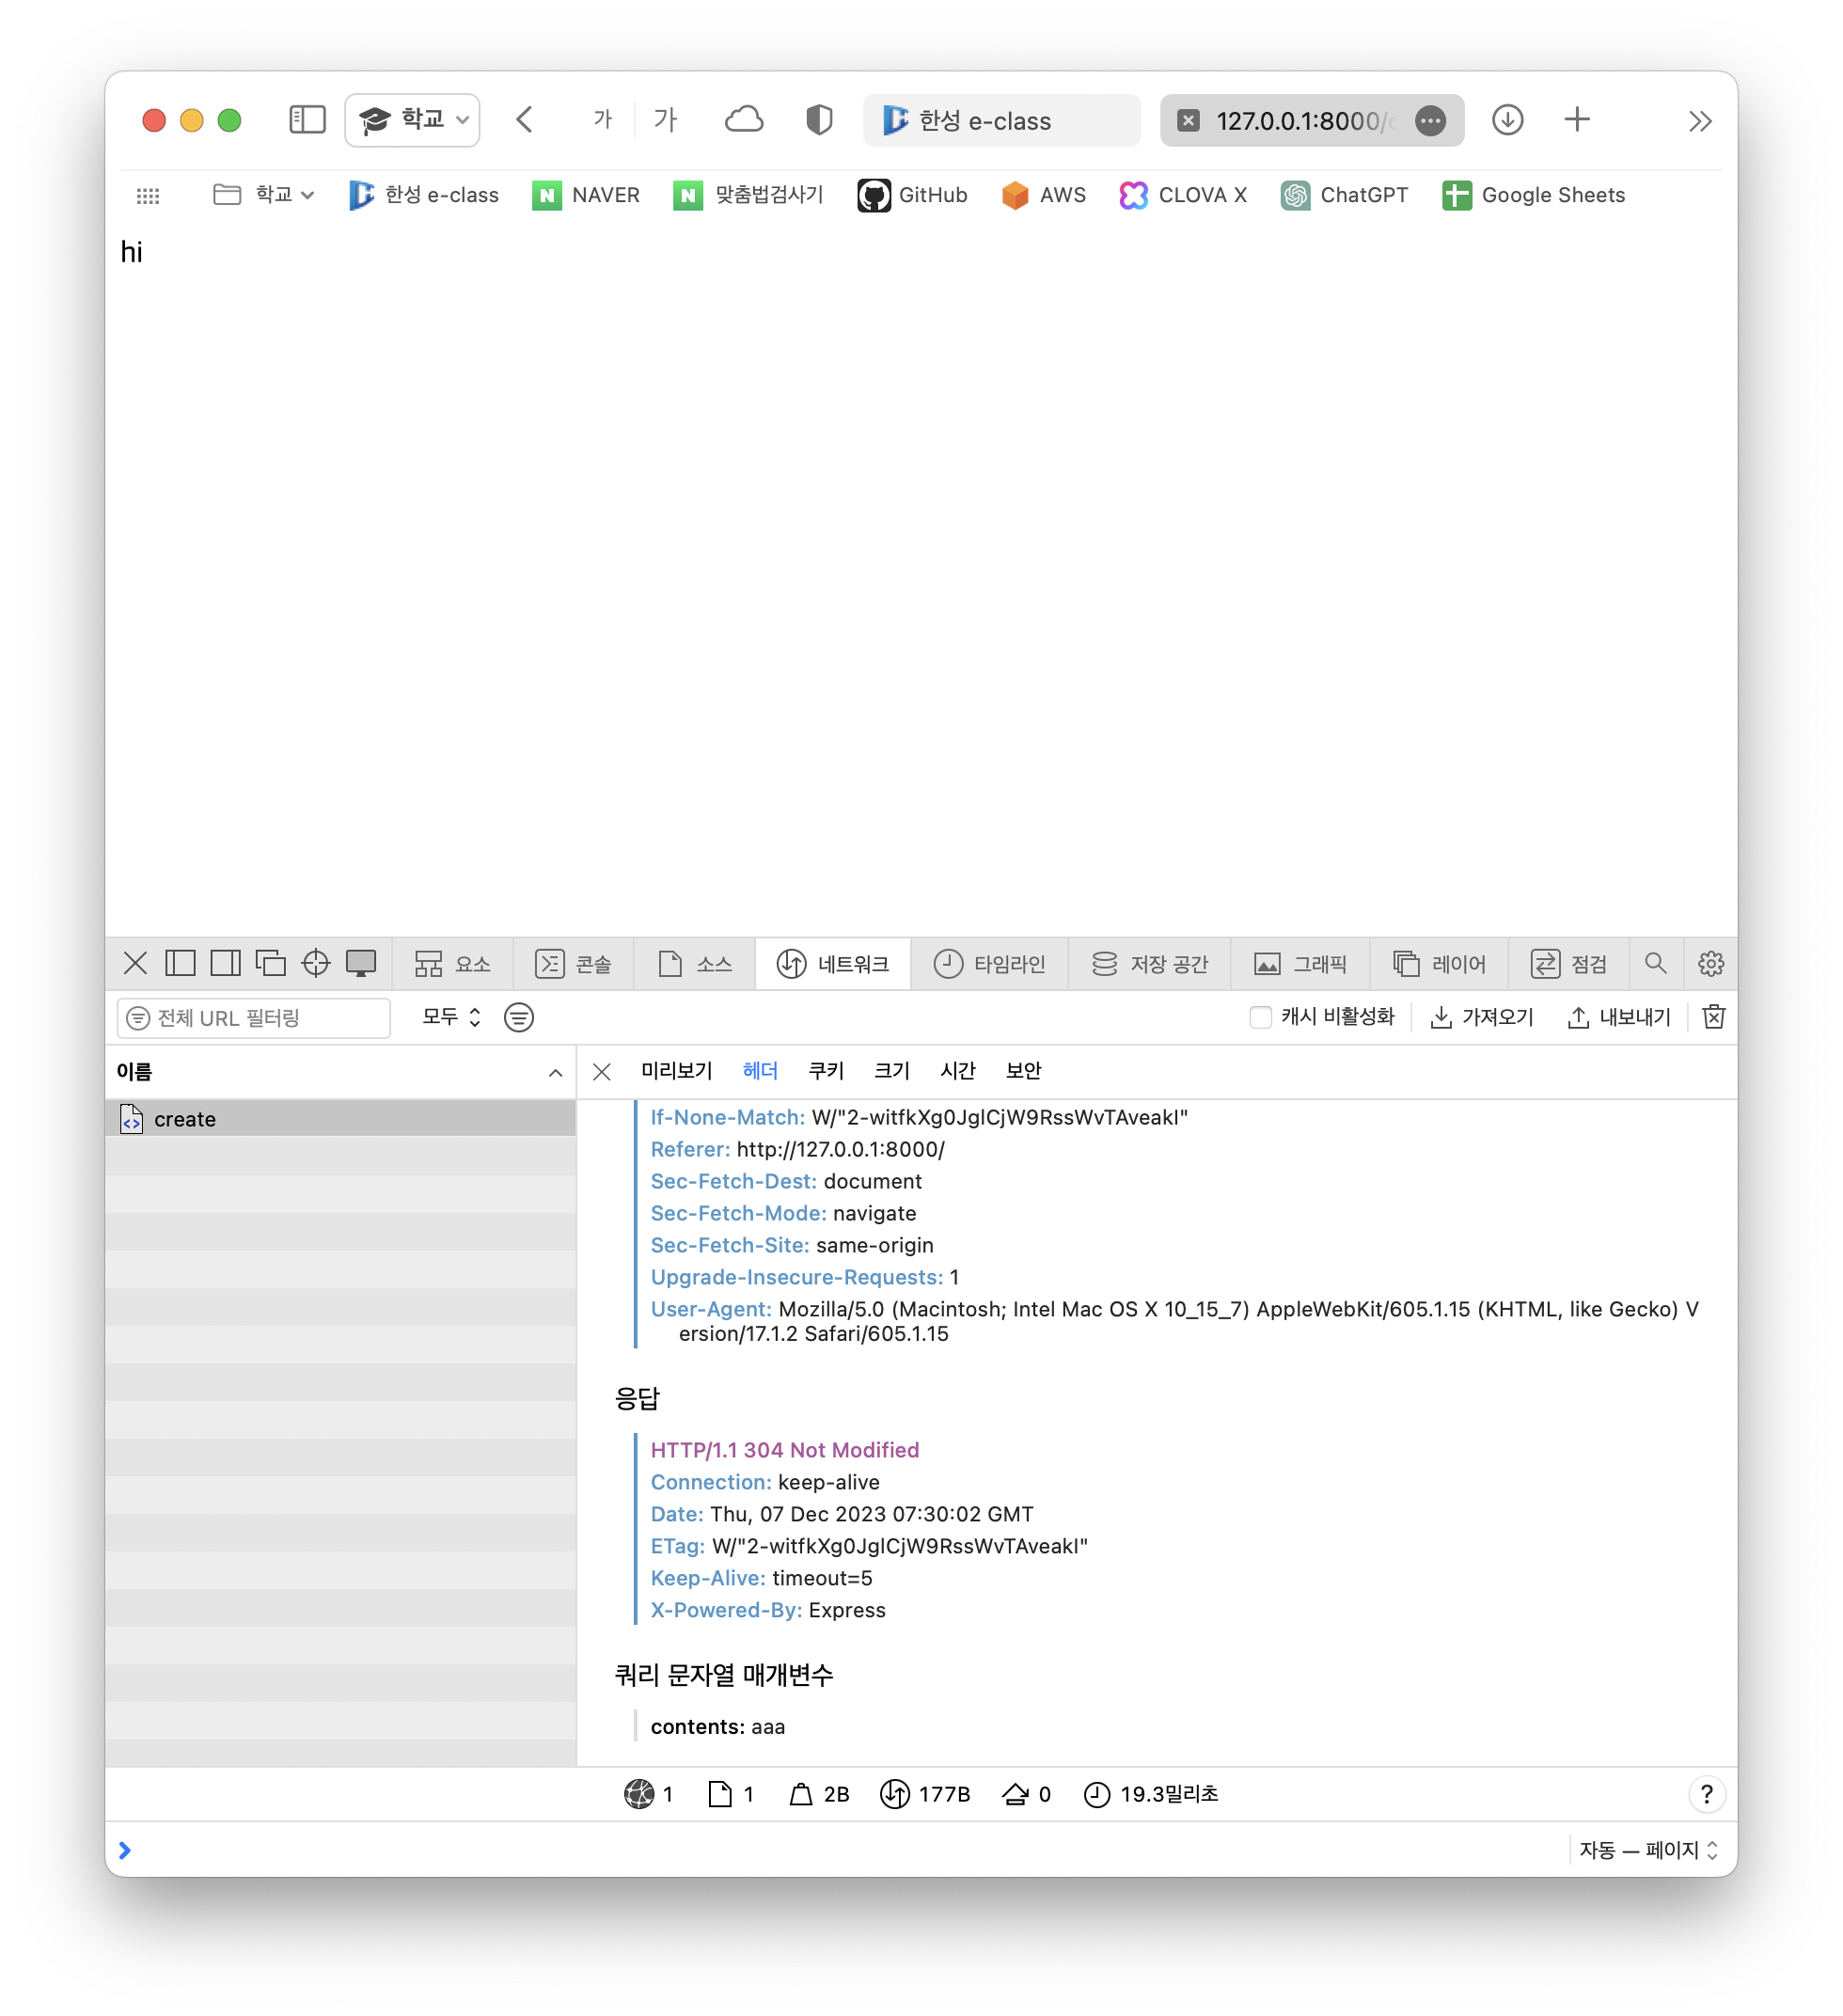 학교
가 가
한성 e-class
127.0.0.1:8000/c
학교
한성 e-class
NAVER
맞춤법검사기
GitHub
AWS
CLOVA X
ChatGPT
Google Sheets
hi
요소
콘솔
소스
네트워크
타임라인
저장 공간
그래픽
레이어
점검
전체 URL 필터링
모두
캐시 비활성화
가져오기
내보내기
이름
미리보기 헤더 쿠키 크기 시간 보안
create
If-None-Match: W/"2-witfkXg0JglCjW9RssWvTAveakI"
Referer: http://127.0.0.1:8000/
Sec-Fetch-Dest: document
Sec-Fetch-Mode: navigate
Sec-Fetch-Site: same-origin
Upgrade-Insecure-Requests: 1
User-Agent: Mozilla/5.0 (Macintosh; Intel Mac OS X 10_15_7) AppleWebKit/605.1.15 (KHTML, like Gecko) V
ersion/17.1.2 Safari/605.1.15
응답
HTTP/1.1 304 Not Modified
Connection: keep-alive
Date: Thu, 07 Dec 2023 07:30:02 GMT
ETag: W/"2-witfkXg0JglCjW9RssWvTAveakI"
Keep-Alive: timeout=5
X-Powered-By: Express
쿼리 문자열 매개변수
contents: aaa
1 1 2B 177B 0 19.3밀리초
?
자동 — 페이지